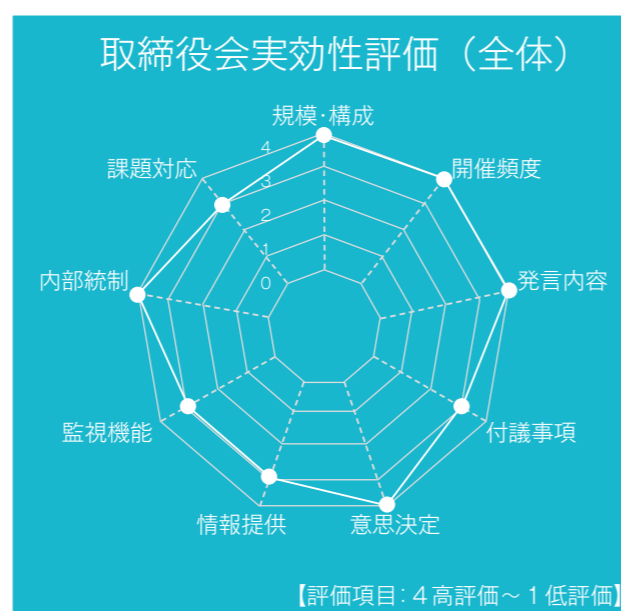 取締役会実効性評価（全体）
規模・構成
4
開催頻度
課題対応
3
2
1
内部統制
0
発言内容
監視機能
付議事項
情報提供
意思決定
【評価項目：４高評価～１低評価】